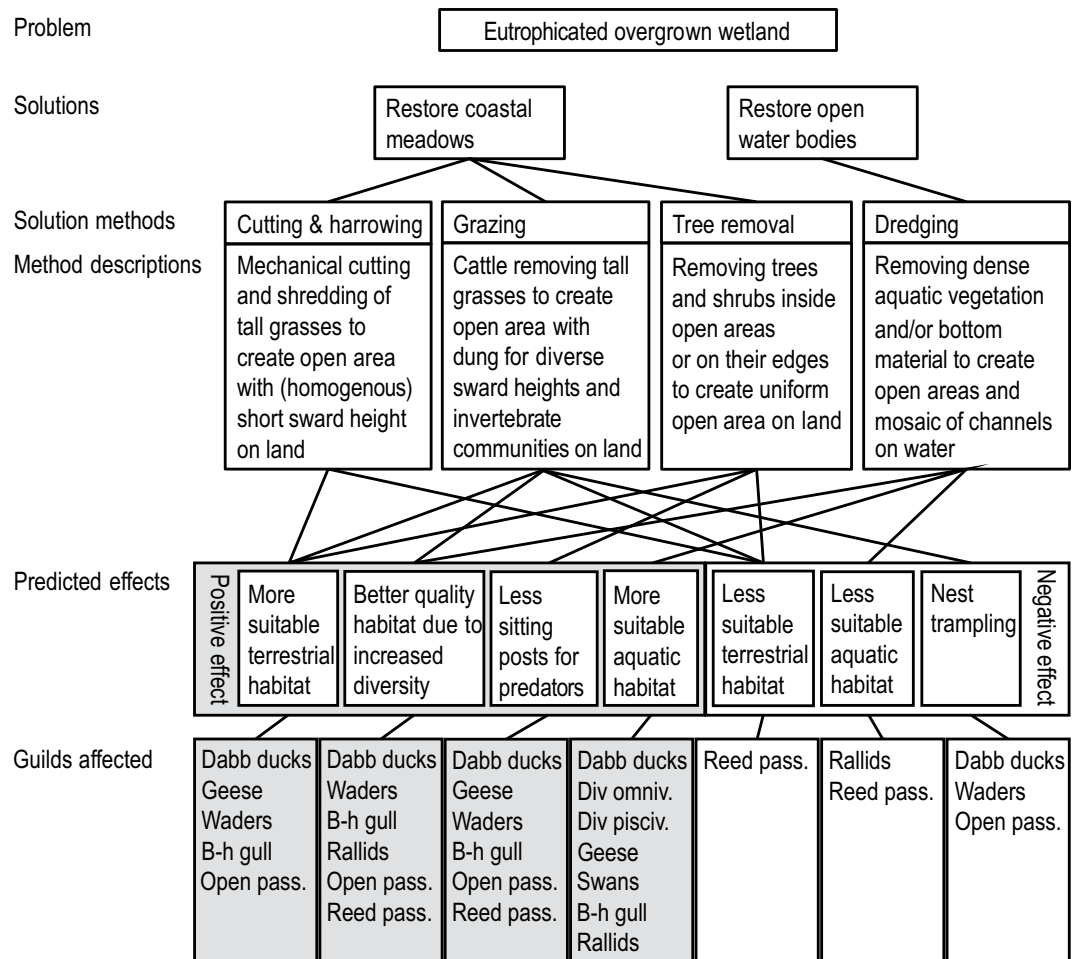 Problem
Eutrophicated overgrown wetland
Solutions
Restore coastal
meadows
Restore open
water bodies
Solution methods
Cutting & harrowing
Grazing
Tree removal
Dredging
Method descriptions
Mechanical cutting
and shredding of
tall grasses to
create open area
with (homogenous)
short sward height
on land
Cattle removing tall
grasses to create
open area with
dung for diverse
sward heights and
invertebrate
communities on land
Removing trees
and shrubs inside
open areas
or on their edges
to create uniform
open area on land
Removing dense
aquatic vegetation
and/or bottom
material to create
open areas and
mosaic of channels
on water
Predicted effects
Positive effect
More
suitable
terrestrial
habitat
Better quality
habitat due to
increased
diversity
Less
sitting
posts for
predators
More
suitable
aquatic
habitat
Less
suitable
terrestrial
habitat
Less
suitable
aquatic
habitat
Nest
trampling
Negative effect
Guilds affected
Dabb ducks
Geese
Waders
B-h gull
Open pass.
Dabb ducks
Waders
B-h gull
Rallids
Open pass.
Reed pass.
Dabb ducks
Geese
Waders
B-h gull
Open pass.
Reed pass.
Dabb ducks
Div omniv.
Div pisciv.
Geese
Swans
B-h gull
Rallids
Reed pass.
Rallids
Reed pass.
Dabb ducks
Waders
Open pass.